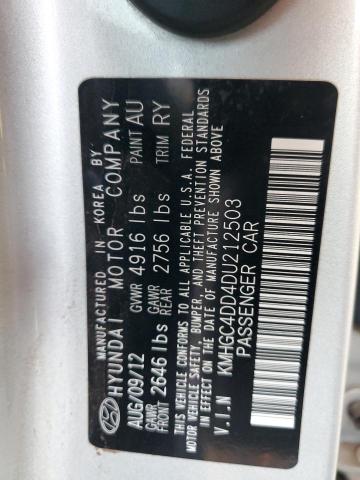 MANUFACTURED IN KOREA BY
HYUNDAI MOTOR COMPANY
AUG/09/12 GVWR 4916 lbs PAINT AU
GAWR FRONT 2646 lbs GAWR REAR 2756 lbs TRIM RY
THIS VEHICLE CONFORMS TO ALL APPLICABLE U.S.A. FEDERAL
MOTOR VEHICLE SAFETY, BUMPER, AND THEFT PREVENTION STANDARDS
IN EFFECT ON THE DATE OF MANUFACTURE SHOWN ABOVE
V.I.N KMHGC4DD4DU212503
PASSENGER CAR